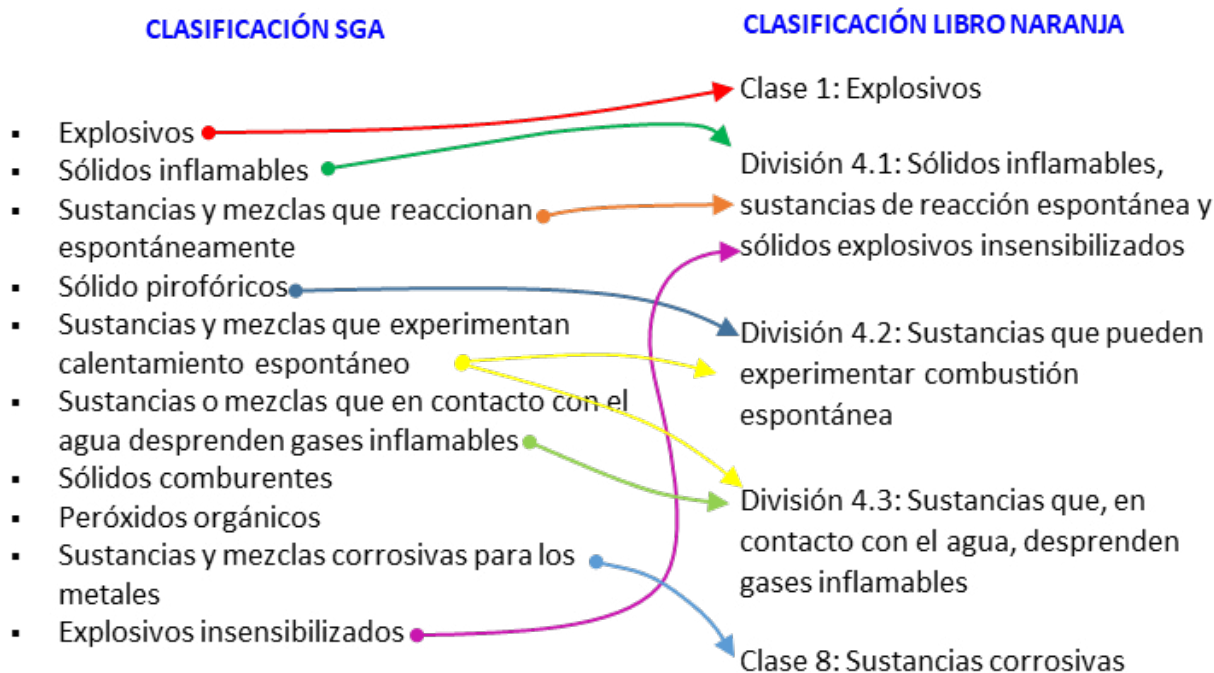 CLASIFICACIÓN SGA
▪ Explosivos
▪ Sólidos inflamables
▪ Sustancias y mezclas que reaccionan
espontáneamente
▪ Sólido pirofóricos
▪ Sustancias y mezclas que experimentan
calentamiento espontáneo
▪ Sustancias o mezclas que en contacto con el
agua desprenden gases inflamables
▪ Sólidos comburentes
▪ Peróxidos orgánicos
▪ Sustancias y mezclas corrosivas para los
metales
▪ Explosivos insensibilizados
CLASIFICACIÓN LIBRO NARANJA
Clase 1: Explosivos
División 4.1: Sólidos inflamables,
sustancias de reacción espontánea y
sólidos explosivos insensibilizados
División 4.2: Sustancias que pueden
experimentar combustión
espontánea
División 4.3: Sustancias que, en
contacto con el agua, desprenden
gases inflamables
Clase 8: Sustancias corrosivas